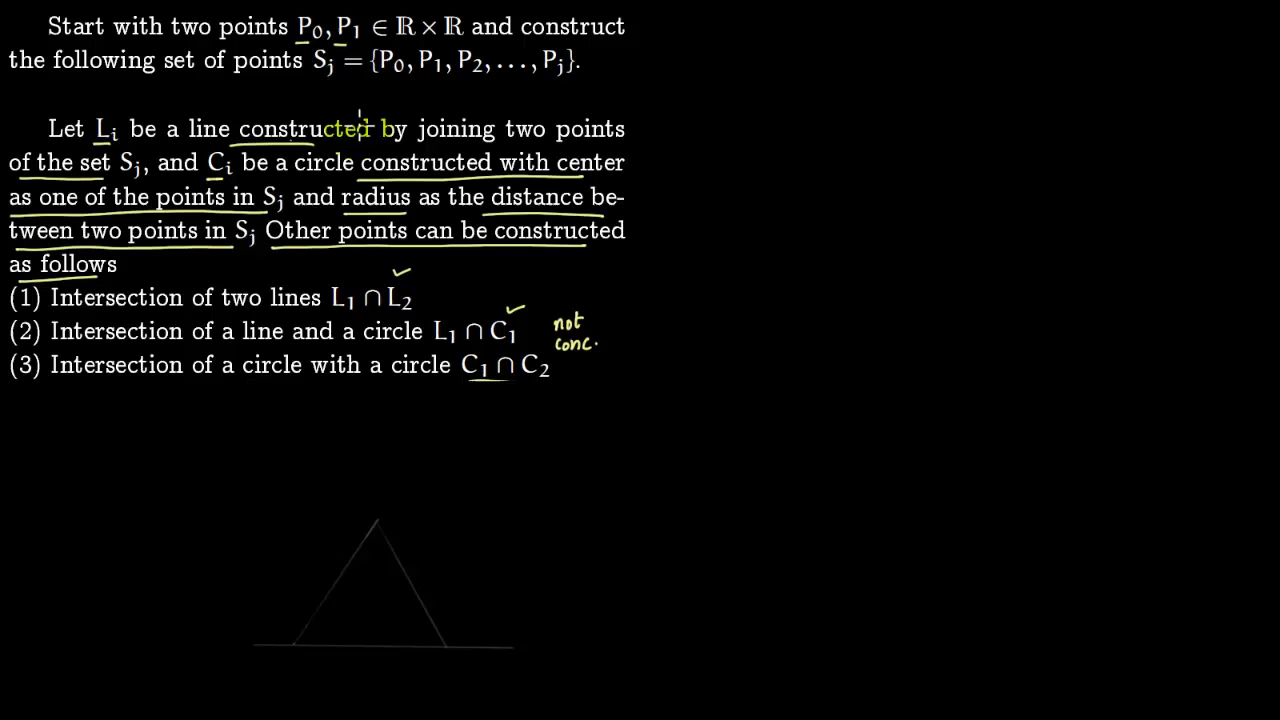 Start with two points P₀, P₁ ∈ ℝ × ℝ and construct
the following set of points Sⱼ = {P₀, P₁, P₂, ..., Pⱼ}.
Let Lᵢ be a line constructed by joining two points
of the set Sⱼ, and Cᵢ be a circle constructed with center
as one of the points in Sⱼ and radius as the distance be-
tween two points in Sⱼ Other points can be constructed
as follows
(1) Intersection of two lines L₁ ∩ L₂
(2) Intersection of a line and a circle L₁ ∩ C₁
(3) Intersection of a circle with a circle C₁ ∩ C₂
not
conc.